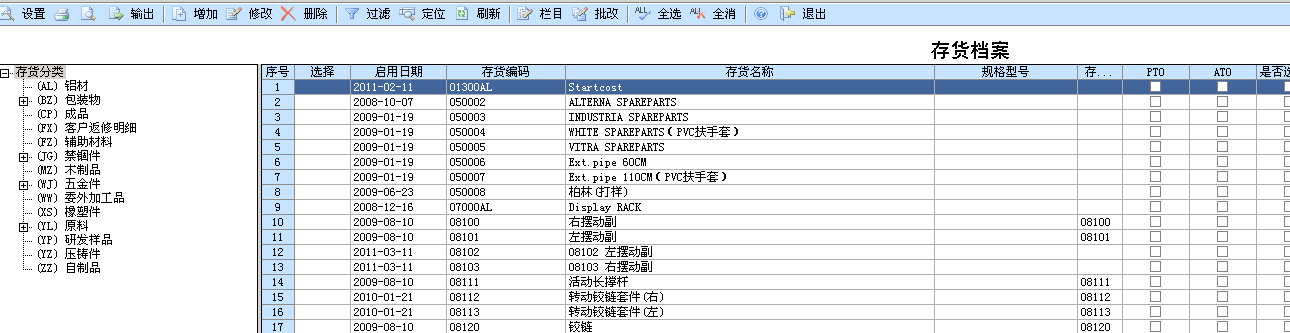 设置 输出 增加 修改 删除 过滤 定位 刷新 栏目 批改 全选 全消 退出
存货档案
存货分类
(AL) 铝材
(BZ) 包装物
(CP) 成品
(FX) 客户返修明细
(FZ) 辅助材料
(JG) 禁锢件
(MZ) 木制品
(WJ) 五金件
(WW) 委外加工品
(XS) 橡塑件
(YL) 原料
(YP) 研发样品
(YZ) 压铸件
(ZZ) 自制品
序号 选择 启用日期 存货编码 存货名称 规格型号 存... PTO ATO 是否选
1 2011-02-11 01300AL Startcost
2 2008-10-07 050002 ALTERNA SPAREPARTS
3 2009-01-19 050003 INDUSTRIA SPAREPARTS
4 2009-01-19 050004 WHITE SPAREPARTS(PVC扶手套)
5 2009-01-19 050005 VITRA SPAREPARTS
6 2009-01-19 050006 Ext.pipe 60CM
7 2009-01-19 050007 Ext.pipe 110CM(PVC扶手套)
8 2009-06-23 050008 柏林(打样)
9 2008-12-16 07000AL Display RACK
10 2009-08-10 08100 右摆动副 08100
11 2009-08-10 08101 左摆动副 08101
12 2011-03-11 08102 08102 左摆动副
13 2011-03-11 08103 08103 右摆动副
14 2009-08-10 08111 活动长撑杆 08111
15 2010-01-21 08112 转动铰链套件(右) 08112
16 2010-01-21 08113 转动铰链套件(左) 08113
17 2009-08-10 08120 铰链 08120